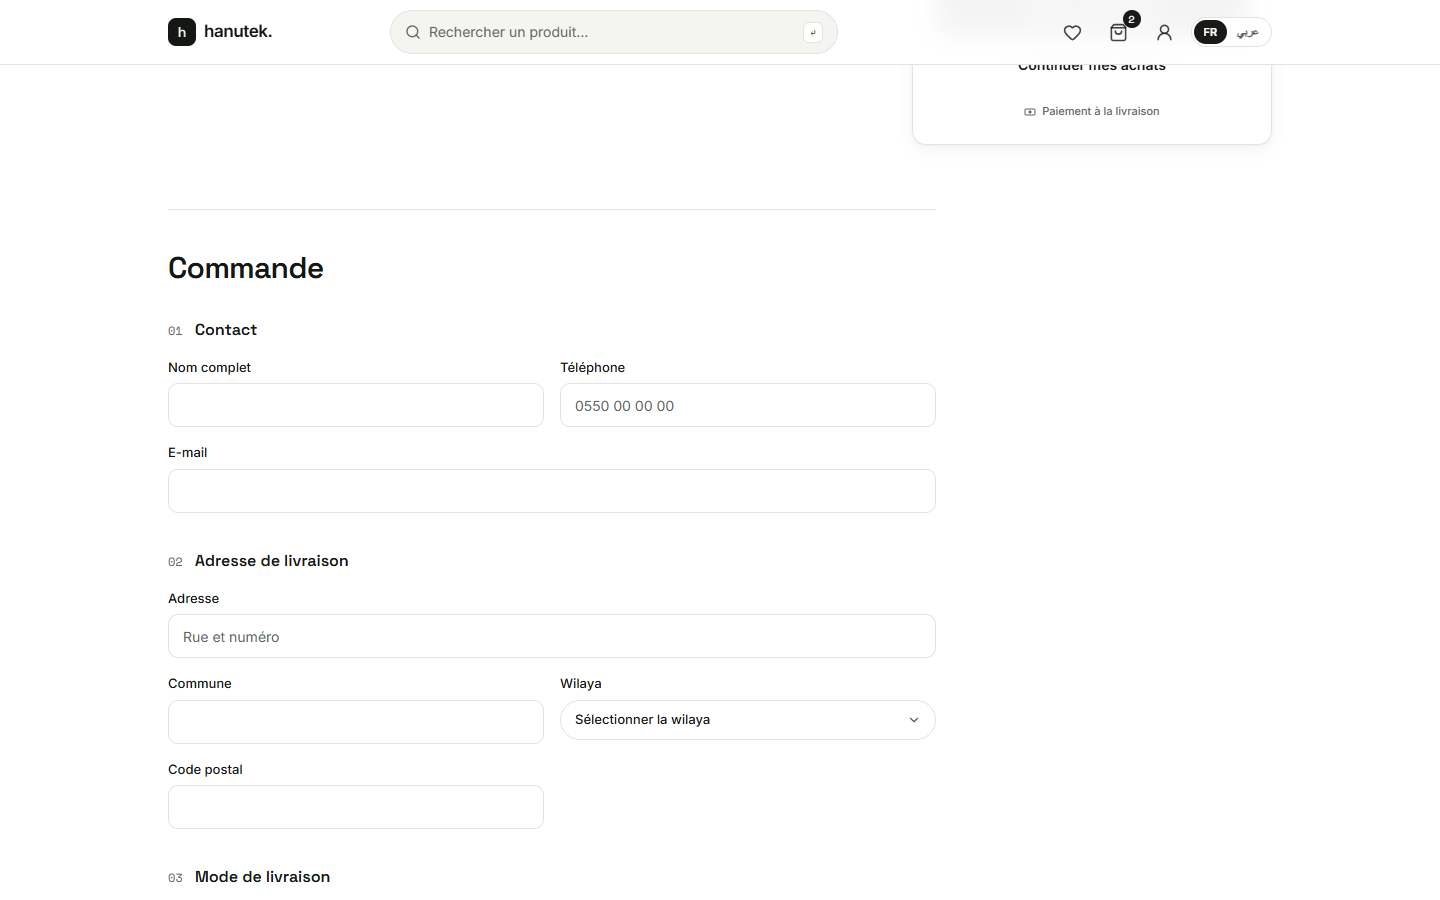 h hanutek.
Rechercher un produit...
2
FR عربي
Continuer mes achats
Paiement à la livraison
Commande
01 Contact
Nom complet
Téléphone
0550 00 00 00
E-mail
02 Adresse de livraison
Adresse
Rue et numéro
Commune
Wilaya
Sélectionner la wilaya
Code postal
03 Mode de livraison